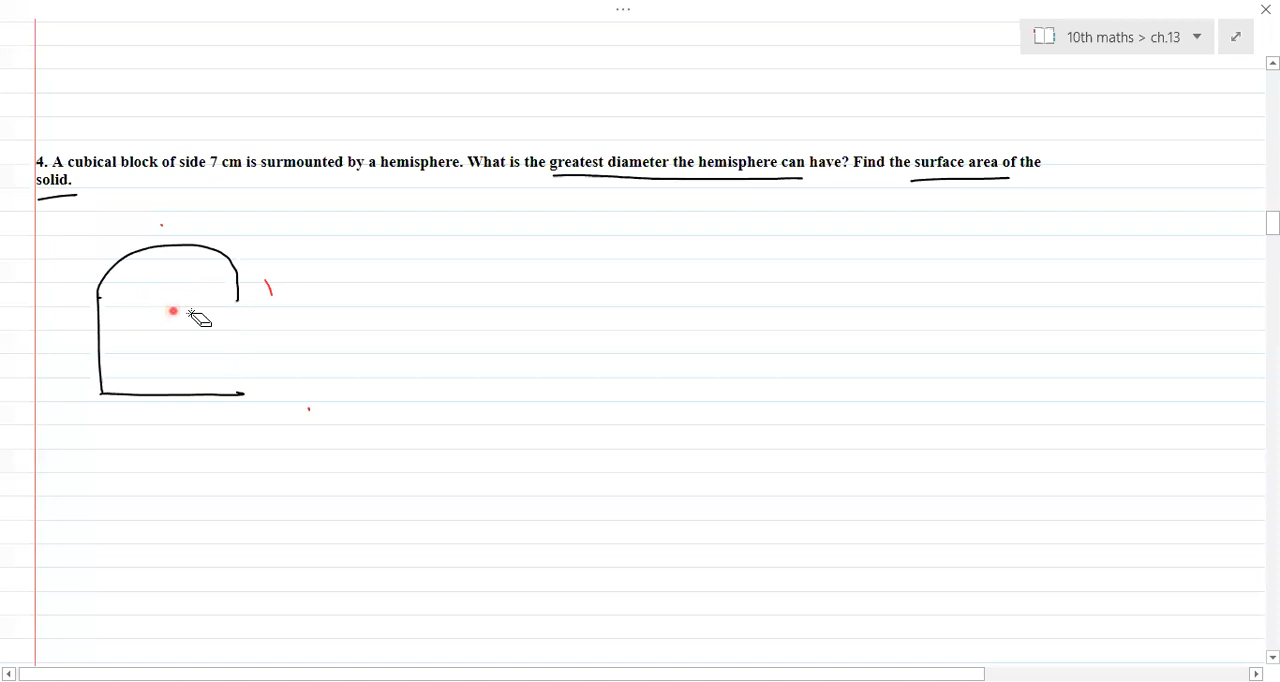 10th maths > ch.13
4. A cubical block of side 7 cm is surmounted by a hemisphere. What is the greatest diameter the hemisphere can have? Find the surface area of the
solid.